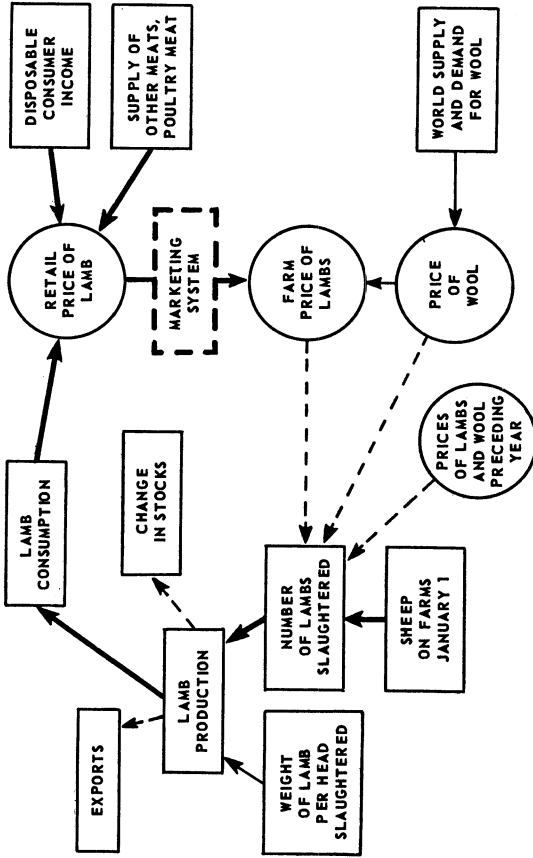 LAMB
CONSUMPTION
RETAIL
PRICE OF
LAMB
DISPOSABLE
CONSUMER
INCOME
SUPPLY OF
OTHER MEATS,
POULTRY MEAT
EXPORTS
CHANGE
IN STOCKS
MARKETING
SYSTEM
LAMB
PRODUCTION
WEIGHT
OF LAMB
PER HEAD
SLAUGHTERED
NUMBER
OF LAMBS
SLAUGHTERED
FARM
PRICE OF
LAMBS
SHEEP
ON FARMS
JANUARY 1
PRICES
OF LAMBS
AND WOOL
PRECEDING
YEAR
PRICE
OF
WOOL
WORLD SUPPLY
AND DEMAND
FOR WOOL